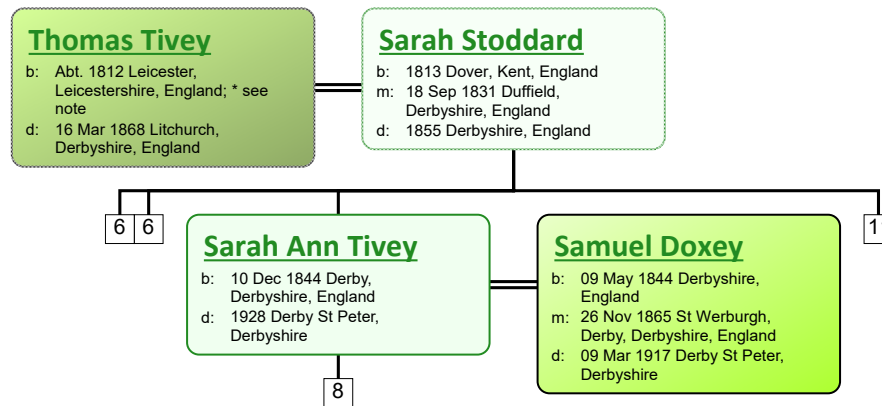 Thomas Tivey
b: Abt. 1812 Leicester,
Leicestershire, England; * see
note
d: 16 Mar 1868 Litchurch,
Derbyshire, England
Sarah Stoddard
b: 1813 Dover, Kent, England
m: 18 Sep 1831 Duffield,
Derbyshire, England
d: 1855 Derbyshire, England
6 6
1
Sarah Ann Tivey
b: 10 Dec 1844 Derby,
Derbyshire, England
d: 1928 Derby St Peter,
Derbyshire
Samuel Doxey
b: 09 May 1844 Derbyshire,
England
m: 26 Nov 1865 St Werburgh,
Derby, Derbyshire, England
d: 09 Mar 1917 Derby St Peter,
Derbyshire
8